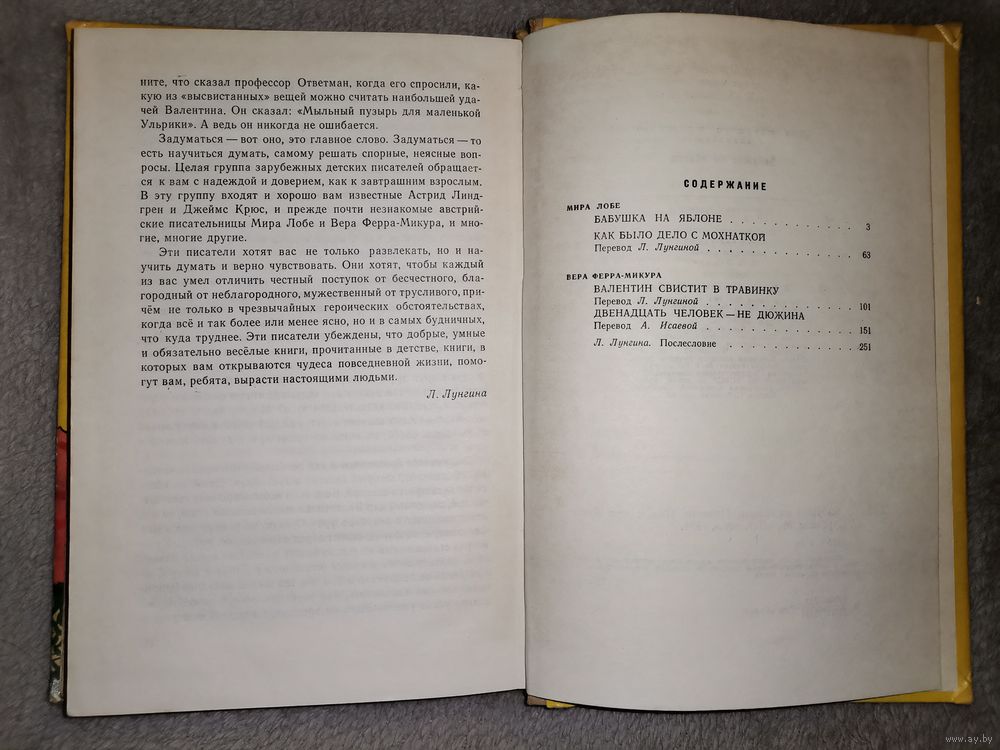 ните, что сказал профессор Ответман, когда его спросили, ка-
кую из «высвистанных» вещей можно считать наибольшей уда-
чей Валентина. Он сказал: «Мыльный пузырь для маленькой
Ульрики». А ведь он никогда не ошибается.
Задуматься — вот оно, это главное слово. Задуматься — то
есть научиться думать, самому решать спорные, неясные воп-
росы. Целая группа зарубежных детских писателей обращает-
ся к вам с надеждой и доверием, как к завтрашним взрослым.
В эту группу входят и хорошо вам известные Астрид Линд-
грен и Джеймс Крюс, и прежде почти незнакомые австрий-
ские писательницы Мира Лобе и Вера Ферра-Микура, и мно-
гие, многие другие.
Эти писатели хотят вас не только развлекать, но и на-
учить думать и верно чувствовать. Они хотят, чтобы каждый
из вас умел отличить честный поступок от бесчестного, бла-
городный от неблагородного, мужественный от трусливого, при-
чём не только в чрезвычайных героических обстоятельствах,
когда всё и так более или менее ясно, но и в самых будничных,
что куда труднее. Эти писатели убеждены, что добрые, умные
и обязательно весёлые книги, прочитанные в детстве, книги, в
которых вам открываются чудеса повседневной жизни, помо-
гут вам, ребята, вырасти настоящими людьми.
Л. Лунгина
СОДЕРЖАНИЕ
МИРА ЛОБЕ
БАБУШКА НА ЯБЛОНЕ . . . . . . . . . 3
КАК БЫЛО ДЕЛО С МОХНАТКОЙ
Перевод Л. Лунгиной . . . . . . . . . . . 63
ВЕРА ФЕРРА-МИКУРА
ВАЛЕНТИН СВИСТИТ В ТРАВИНКУ
Перевод Л. Лунгиной . . . . . . . . . . . 101
ДВЕНАДЦАТЬ ЧЕЛОВЕК — НЕ ДЮЖИНА
Перевод А. Исаевой . . . . . . . . . . . 151
Л. Лунгина. Послесловие . . . . . . . . . 251
www.ay.by